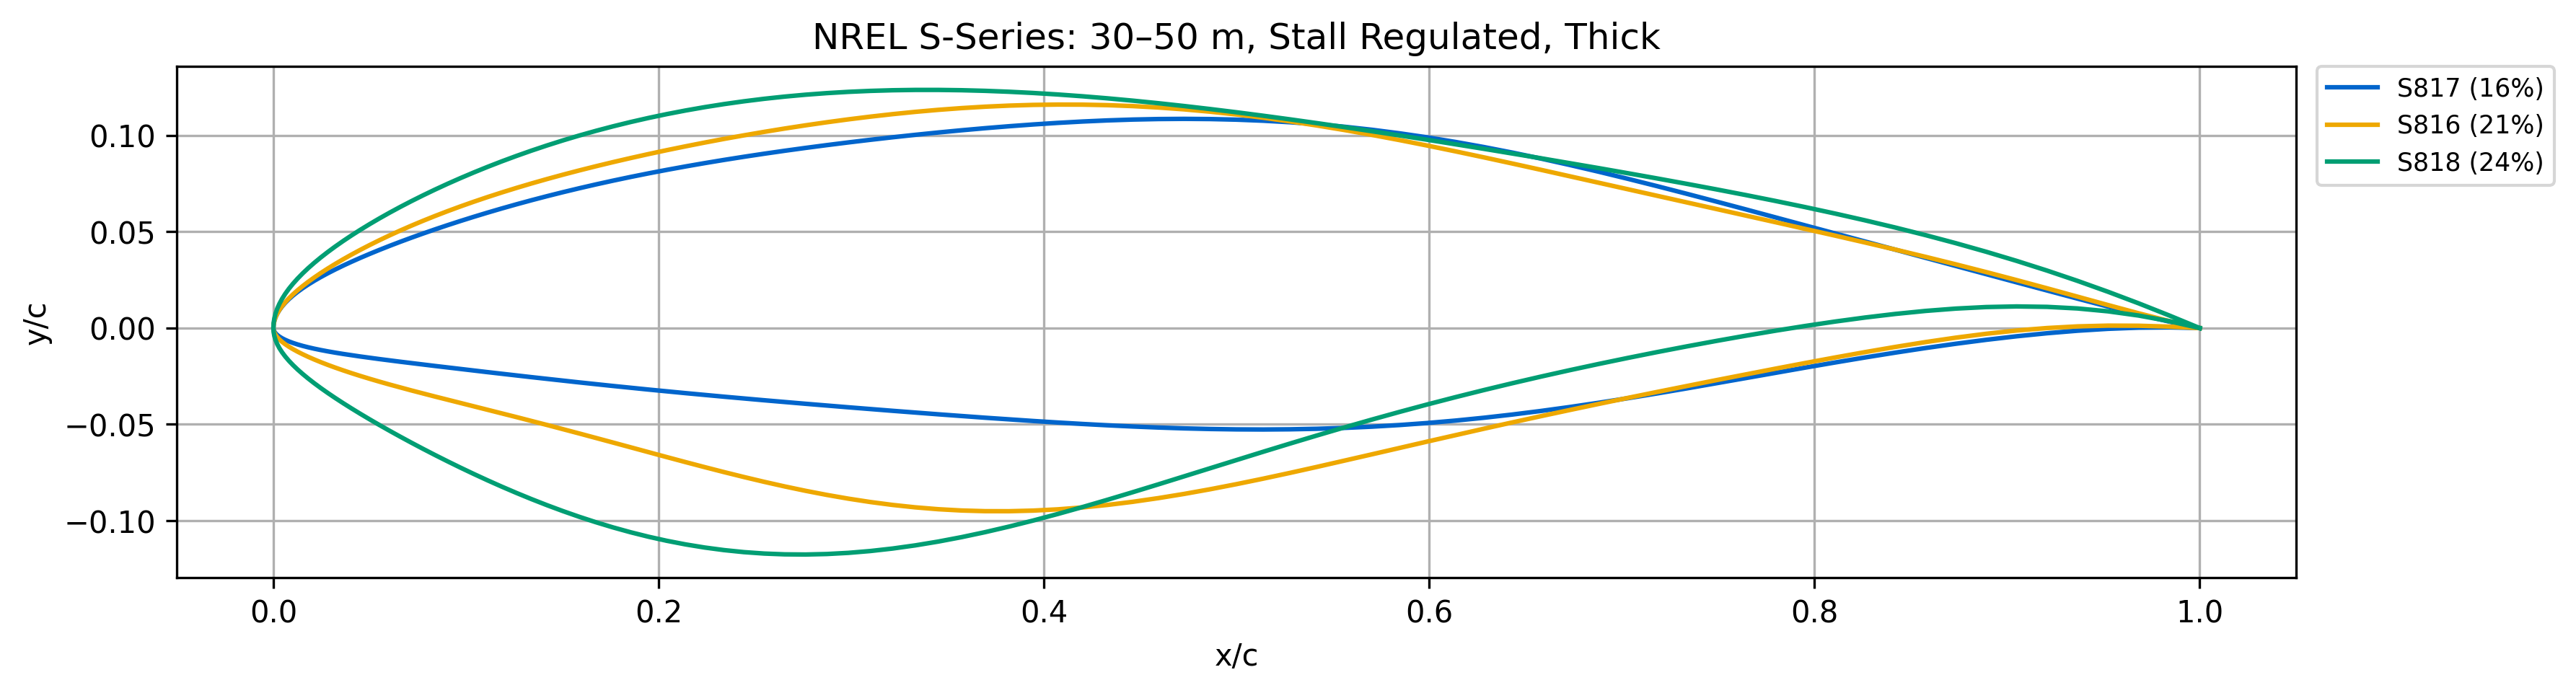 NREL S-Series: 30–50 m, Stall Regulated, Thick
S817 (16%)
S816 (21%)
S818 (24%)
y/c
0.10
0.05
0.00
−0.05
−0.10
0.0
0.2
0.4
0.6
0.8
1.0
x/c